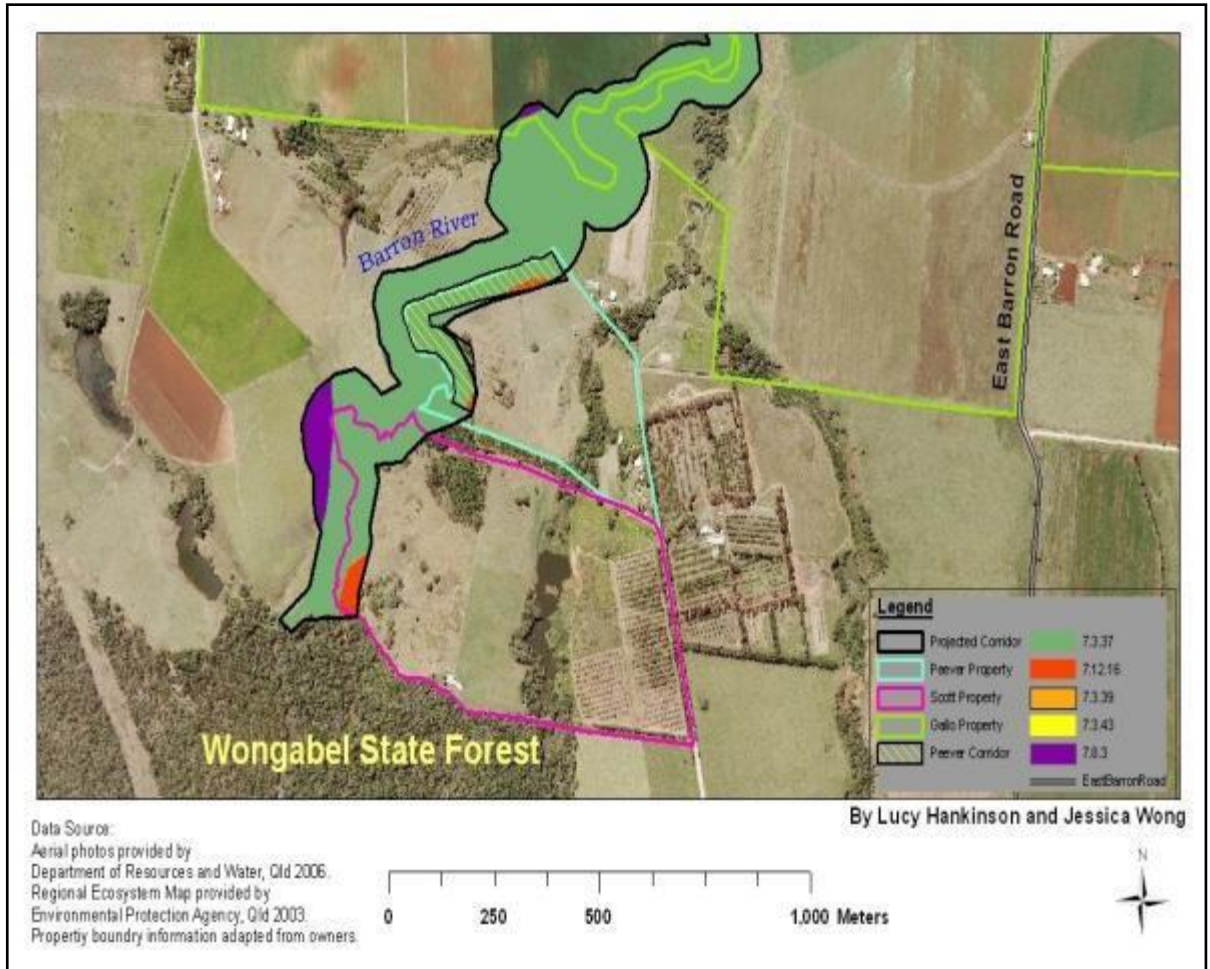 Barron River
East Barron Road
Wongabel State Forest
Legend
Projected Corridor
Peever Property
Scott Property
Gallo Property
Peever Corridor
7.3.37
7.12.16
7.3.39
7.3.43
7.8.3
EastBarronRoad
By Lucy Hankinson and Jessica Wong
Data Source:
Aerial photos provided by
Department of Resources and Water, Qld 2006.
Regional Ecosystem Map provided by
Environmental Protection Agency, Qld 2003.
Propertiy boundry information adapted from owners.
0 250 500 1,000 Meters
N